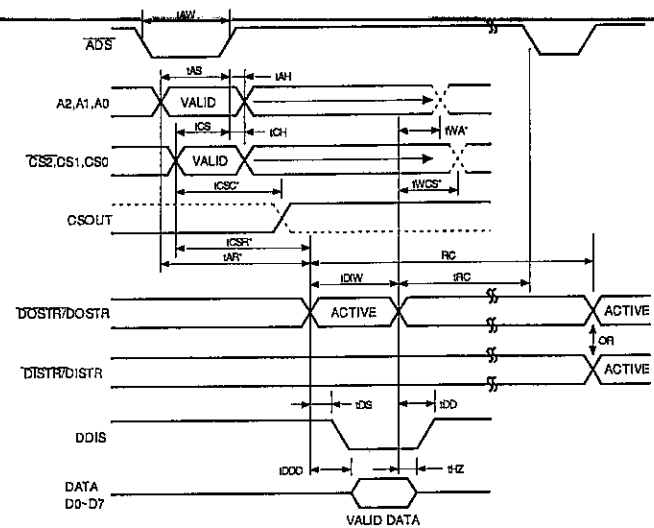 tAW
ADS
tAS
tAH
A2,A1,A0
VALID
tCS
tCH
tWA*
CS2,CS1,CS0
VALID
tCSC*
tWCS*
CSOUT
tCSR*
tAR*
RC
tDIW
tRC
DOSTR/DOSTR
ACTIVE
ACTIVE
OR
DISTR/DISTR
ACTIVE
tDS
tDD
DDIS
tDDD
tHZ
DATA
D0~D7
VALID DATA